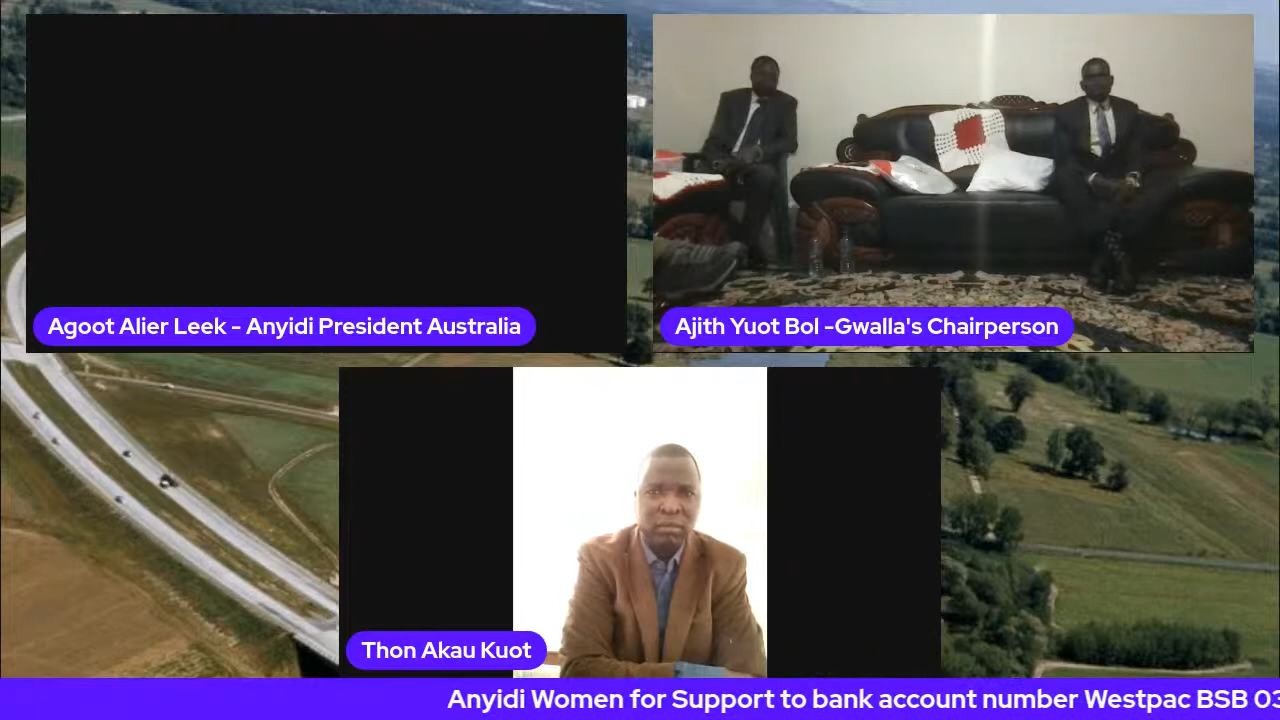 Agoot Alier Leek - Anyidi President Australia
Ajith Yuot Bol -Gwalla's Chairperson
Thon Akau Kuot
Anyidi Women for Support to bank account number Westpac BSB 03